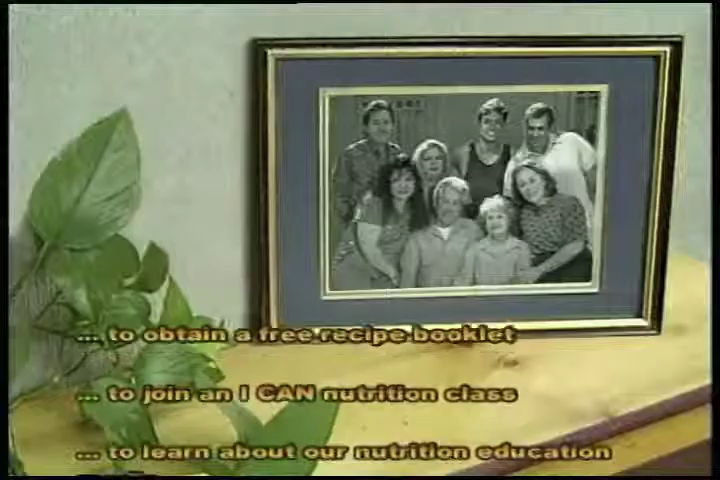 ... to obtain a free recipe booklet
... to join an I CAN nutrition class
... to learn about our nutrition education